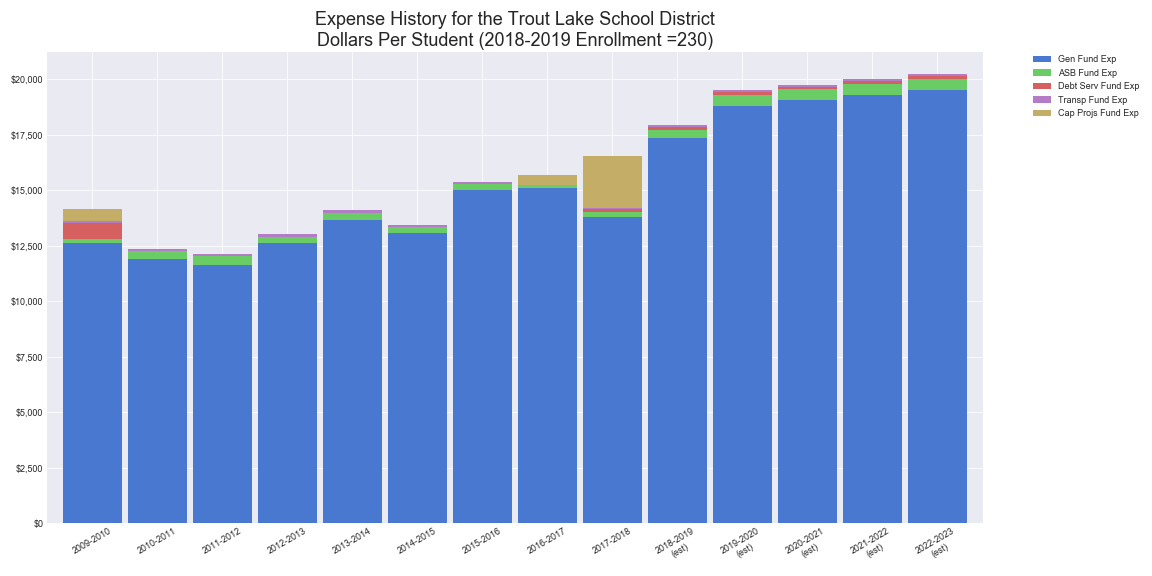 Expense History for the Trout Lake School District
Dollars Per Student (2018-2019 Enrollment =230)
Gen Fund Exp
ASB Fund Exp
Debt Serv Fund Exp
Transp Fund Exp
Cap Projs Fund Exp
$20,000
$17,500
$15,000
$12,500
$10,000
$7,500
$5,000
$2,500
$0
2009-2010
2010-2011
2011-2012
2012-2013
2013-2014
2014-2015
2015-2016
2016-2017
2017-2018
2018-2019
(est)
2019-2020
(est)
2020-2021
(est)
2021-2022
(est)
2022-2023
(est)